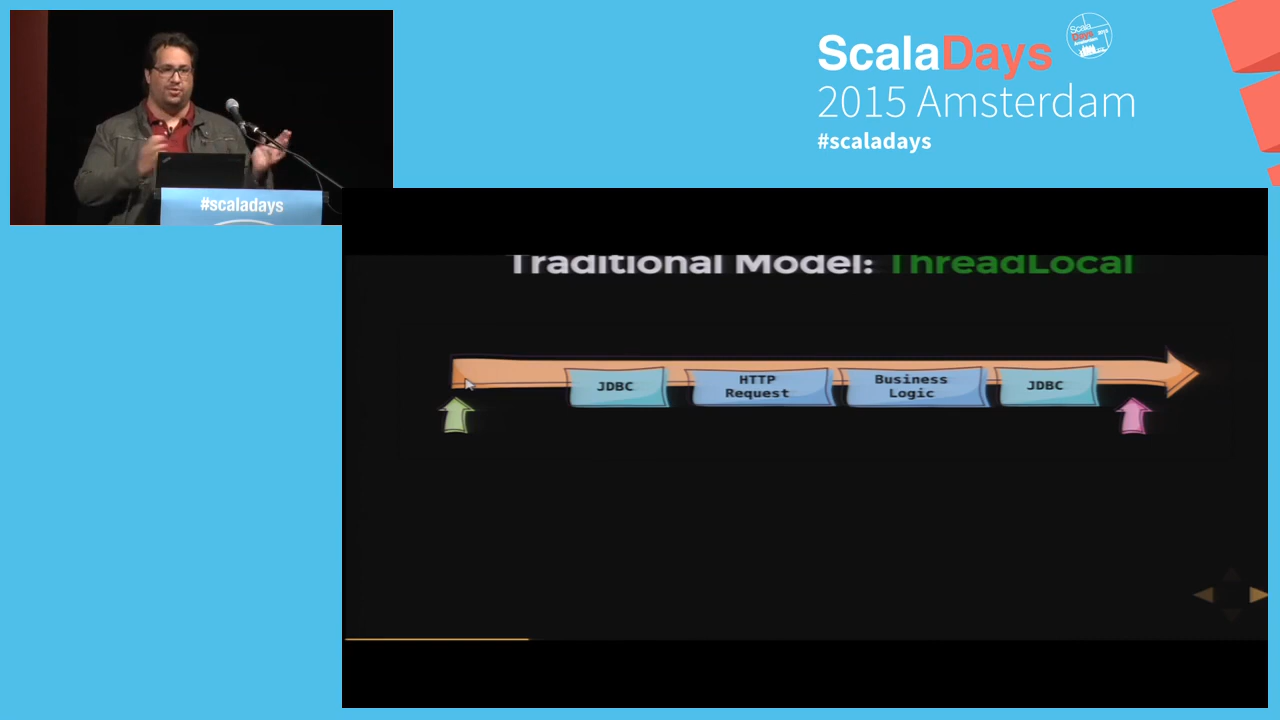 ScalaDays
2015 Amsterdam
#scaladays
#scaladays
Traditional Model: ThreadLocal
JDBC
HTTP
Request
Business
Logic
JDBC